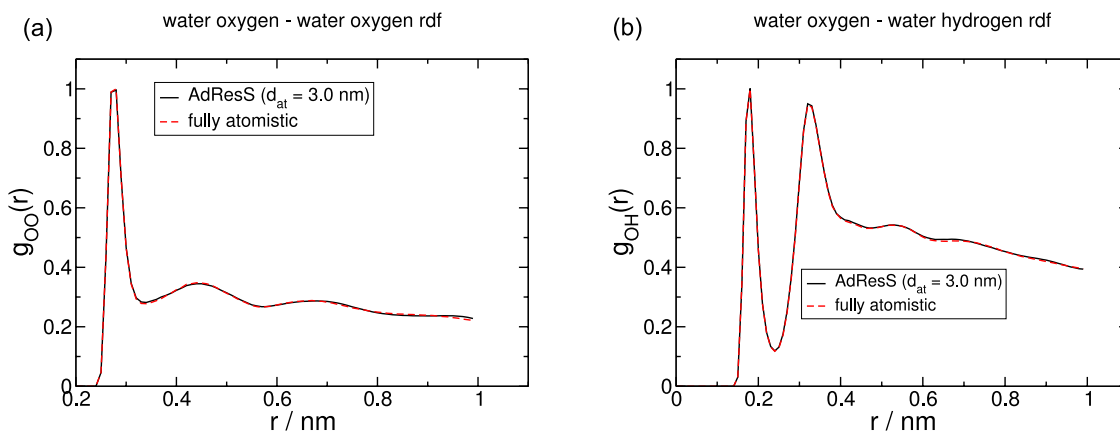 (a)
water oxygen - water oxygen rdf
1
0.8
0.6
0.4
0.2
0
g_OO(r)
AdResS (d_at = 3.0 nm)
fully atomistic
0.2
0.4
0.6
0.8
1
r / nm
(b)
water oxygen - water hydrogen rdf
1
0.8
0.6
0.4
0.2
0
g_OH(r)
AdResS (d_at = 3.0 nm)
fully atomistic
0
0.2
0.4
0.6
0.8
1
r / nm